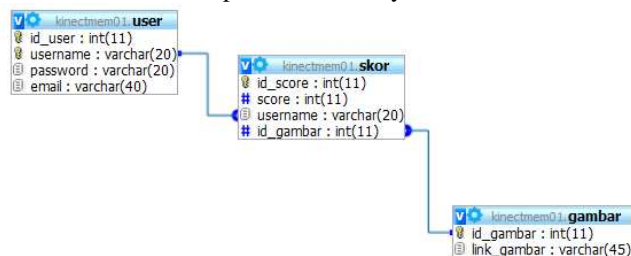 kinectmem01.user
id_user : int(11)
username : varchar(20)
password : varchar(20)
email : varchar(40)
kinectmem01.skor
id_score : int(11)
# score : int(11)
username : varchar(20)
# id_gambar : int(11)
kinectmem01.gambar
id_gambar : int(11)
link_gambar : varchar(45)